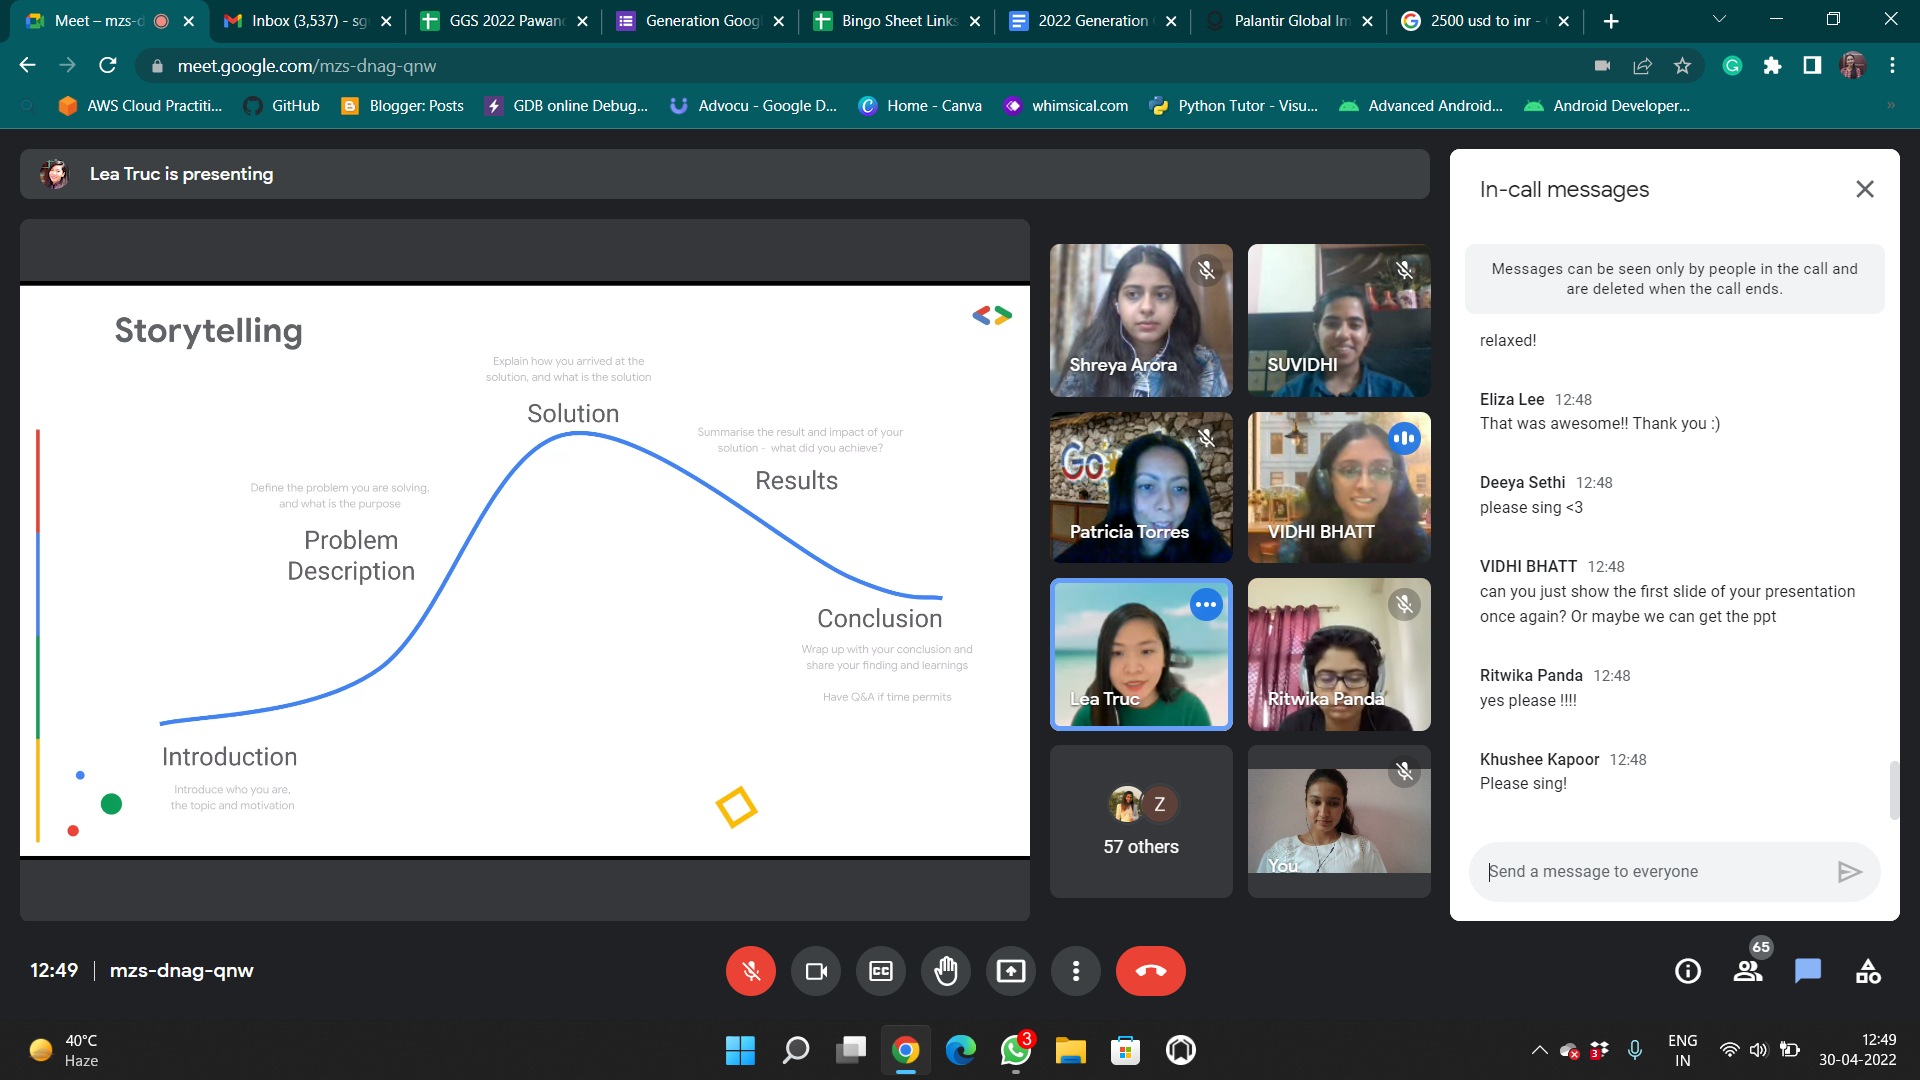 Meet – mzs-d
Inbox (3,537) - sg
GGS 2022 Pawan
Generation Goog
Bingo Sheet Links
2022 Generation
Palantir Global Im
2500 usd to inr -
meet.google.com/mzs-dnag-qnw
AWS Cloud Practiti...
GitHub
Blogger: Posts
GDB online Debug...
Advocu - Google D...
Home - Canva
whimsical.com
Python Tutor - Visu...
Advanced Android...
Android Developer...
Lea Truc is presenting
Storytelling
Explain how you arrived at the
solution, and what is the solution
Solution
Summarise the result and impact of your
solution - what did you achieve?
Results
Define the problem you are solving,
and what is the purpose
Problem
Description
Conclusion
Wrap up with your conclusion and
share your finding and learnings
Have Q&A if time permits
Introduction
Introduce who you are,
the topic and motivation
Shreya Arora
SUVIDHI
Go
Patricia Torres
VIDHI BHATT
Lea Truc
Ritwika Panda
Z
57 others
You
In-call messages
Messages can be seen only by people in the call and
are deleted when the call ends.
relaxed!
Eliza Lee 12:48
That was awesome!! Thank you :)
Deeya Sethi 12:48
please sing <3
VIDHI BHATT 12:48
can you just show the first slide of your presentation
once again? Or maybe we can get the ppt
Ritwika Panda 12:48
yes please !!!!
Khushee Kapoor 12:48
Please sing!
Send a message to everyone
12:49 | mzs-dnag-qnw
CC
65
40°C
Haze
3
3
ENG
IN
12:49
30-04-2022